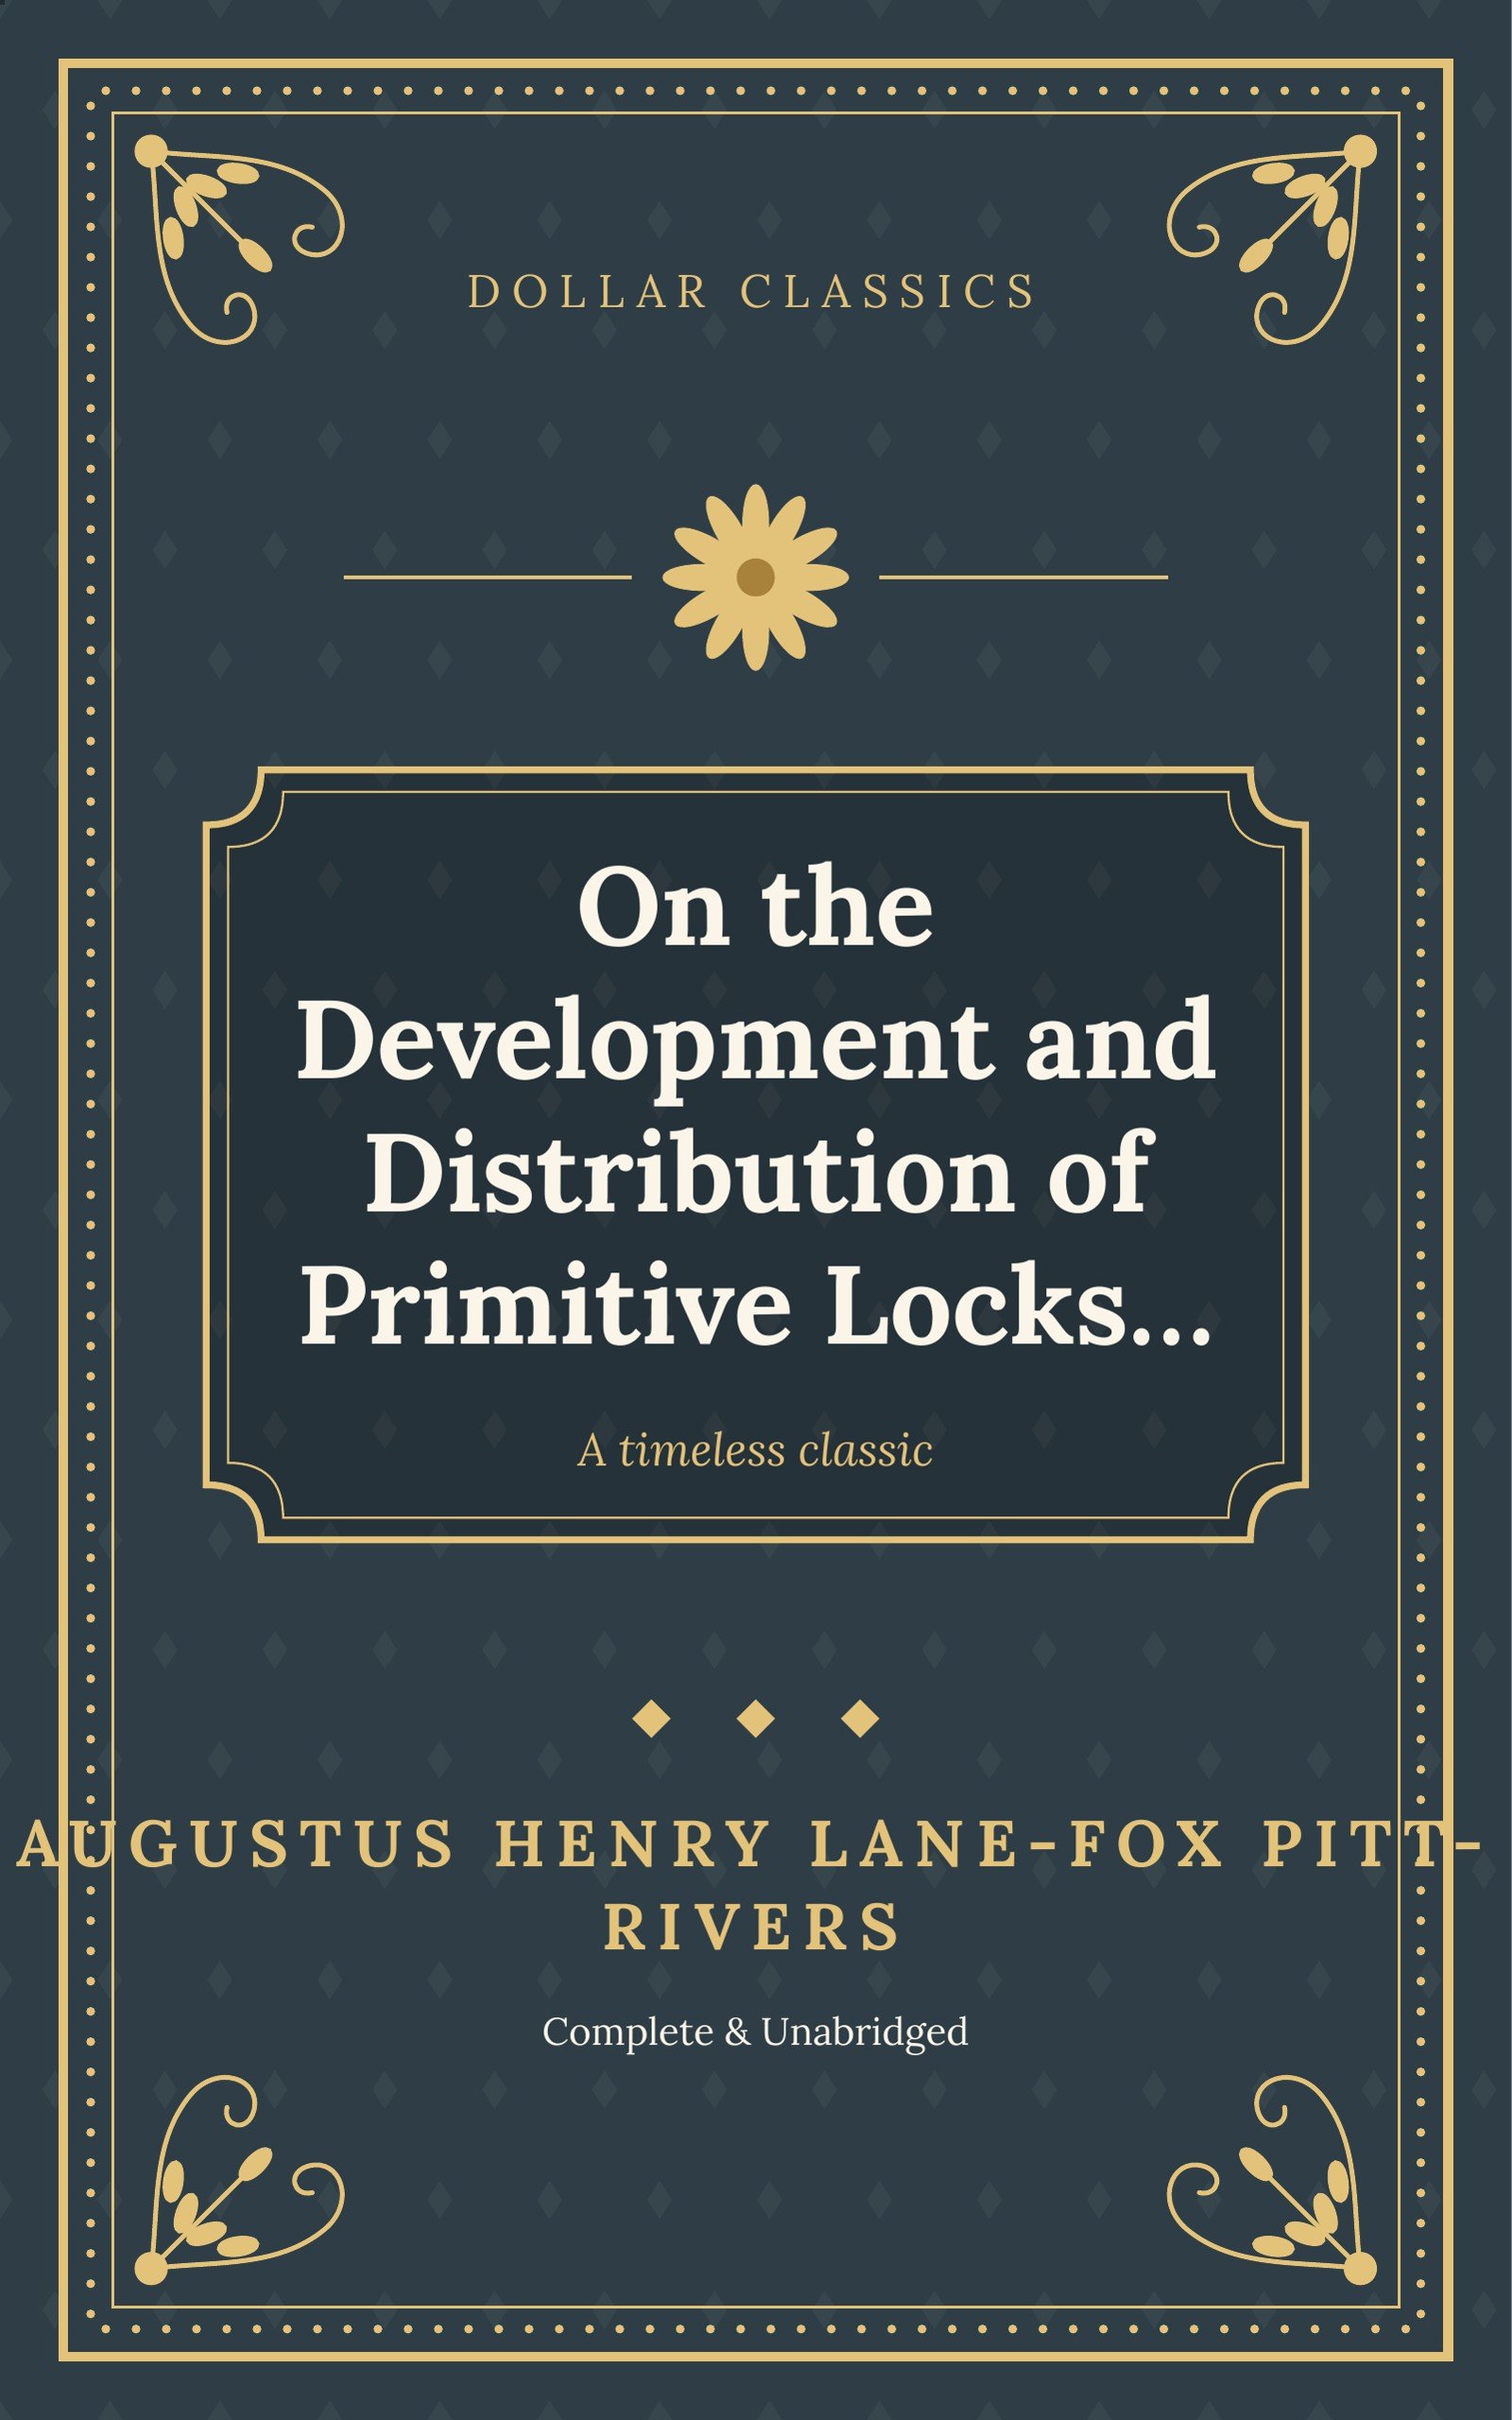 DOLLAR CLASSICS
On the
Development and
Distribution of
Primitive Locks...
A timeless classic
AUGUSTUS HENRY LANE-FOX PITT-
RIVERS
Complete & Unabridged